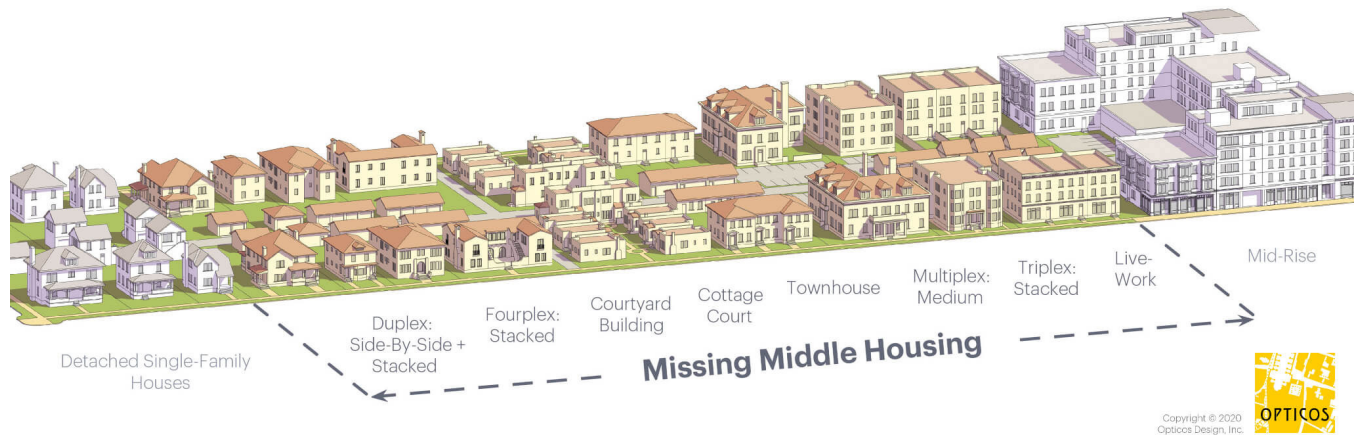 Detached Single-Family
Houses
Duplex:
Side-By-Side +
Stacked
Fourplex:
Stacked
Courtyard
Building
Cottage
Court
Townhouse
Multiplex:
Medium
Triplex:
Stacked
Live-
Work
Mid-Rise
Missing Middle Housing
Copyright © 2020
Opticos Design, Inc.
OPTICOS